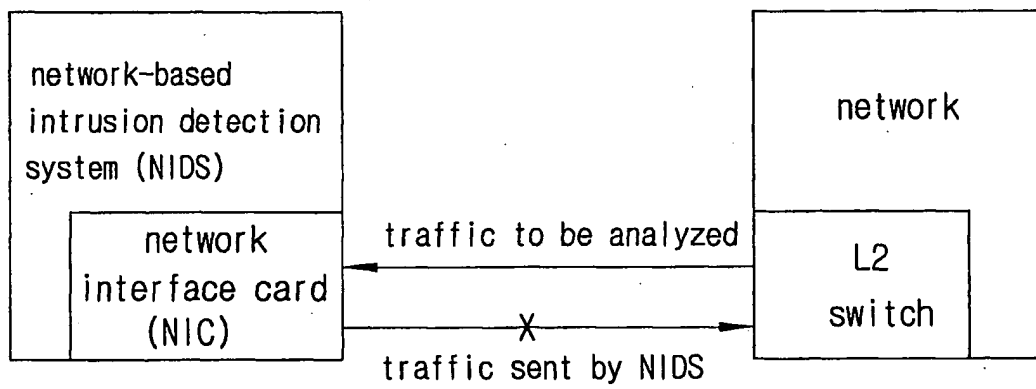 network-based
intrusion detection
system (NIDS)
network
interface card
(NIC)
traffic to be analyzed
traffic sent by NIDS
network
L2
switch